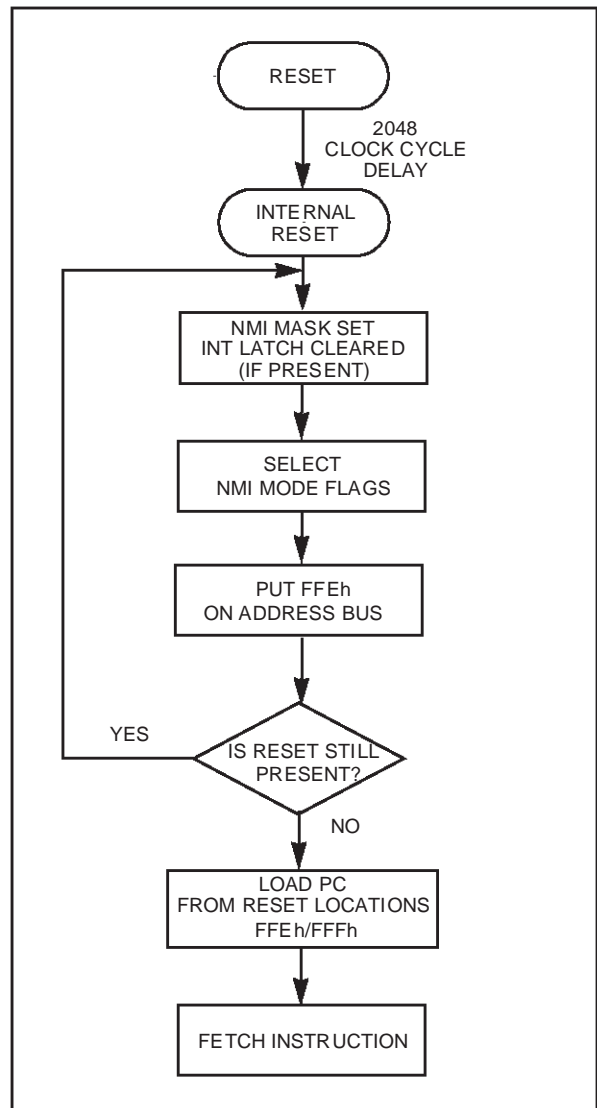 RESET
2048
CLOCK CYCLE
DELAY
INTERNAL
RESET
NMI MASK SET
INT LATCH CLEARED
(IF PRESENT)
SELECT
NMI MODE FLAGS
PUT FFEh
ON ADDRESS BUS
YES
IS RESET STILL
PRESENT?
NO
LOAD PC
FROM RESET LOCATIONS
FFEh/FFFh
FETCH INSTRUCTION